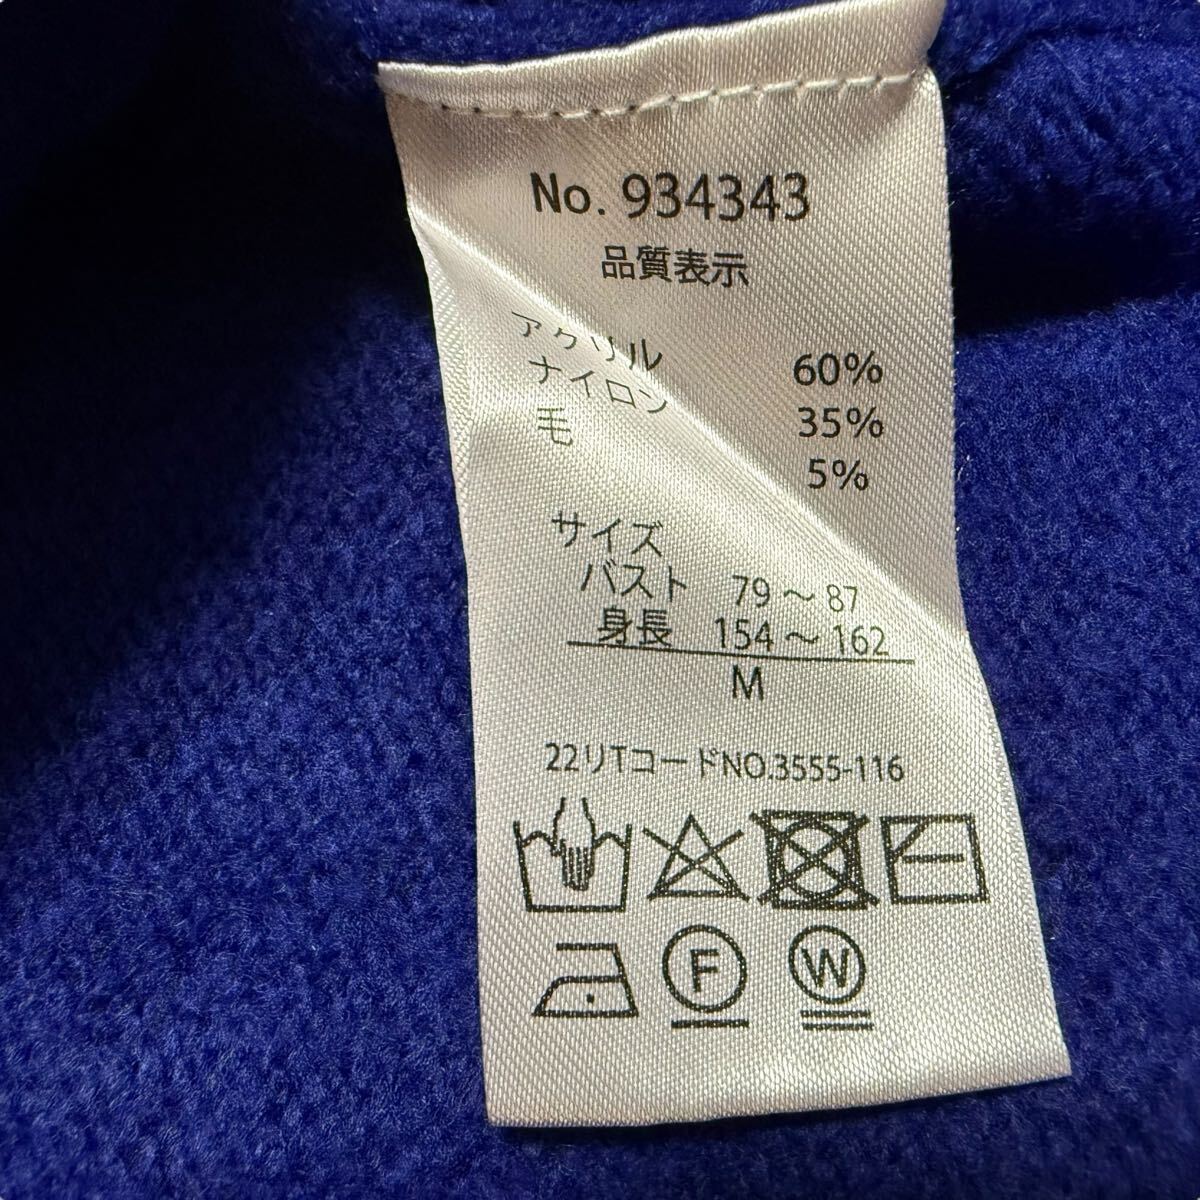 No. 934343
品質表示
アクリル 60%
ナイロン 35%
毛 5%
サイズ
バスト 79～87
身長 154～162
M
22リTコードNO.3555-116
F W